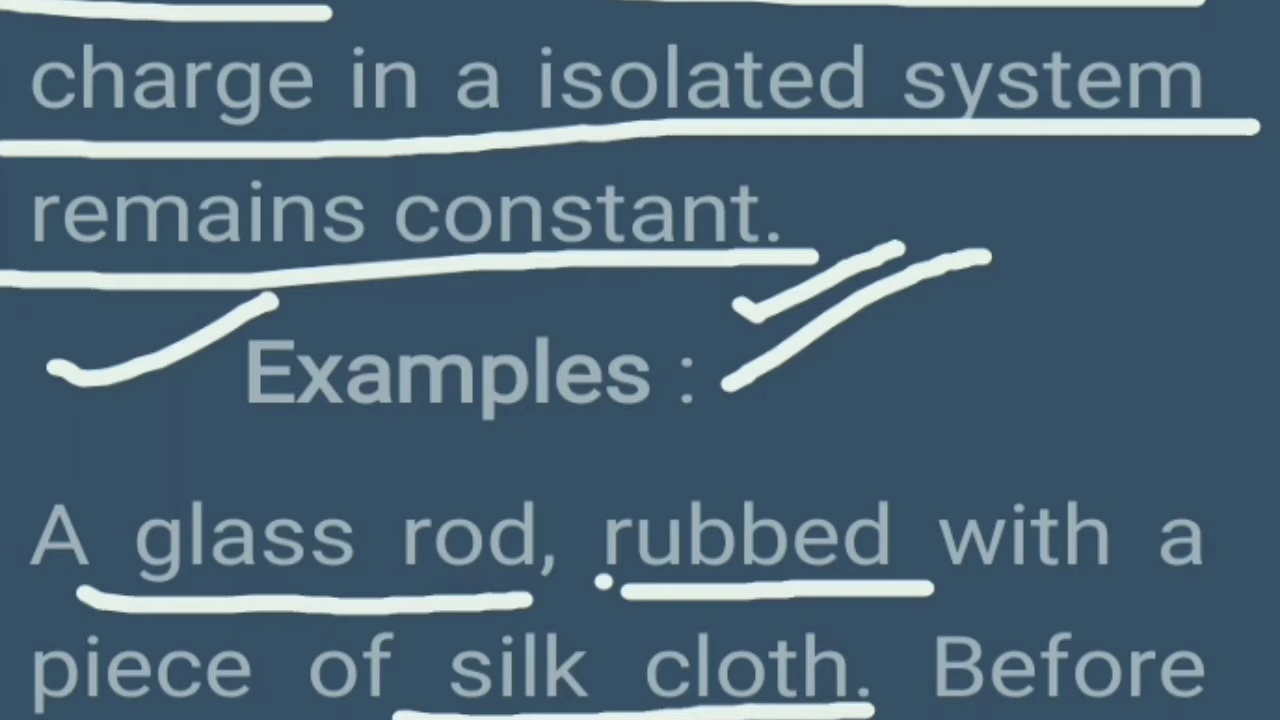 charge in a isolated system
remains constant.
Examples :
A glass rod, rubbed with a
piece of silk cloth. Before